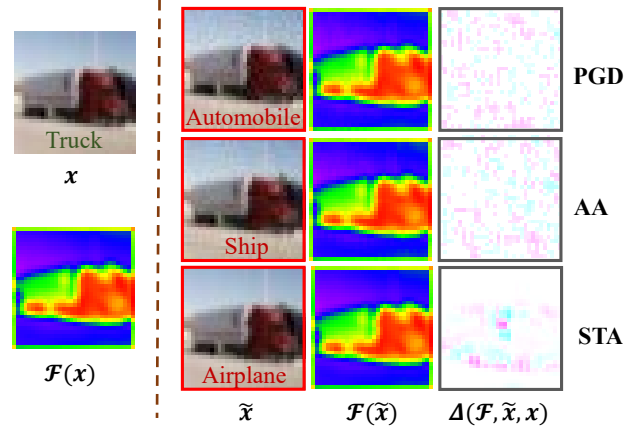 Truck
x
F(x)
Automobile
PGD
Ship
AA
Airplane
STA
x̃
F(x̃)
Δ(F, x̃, x)